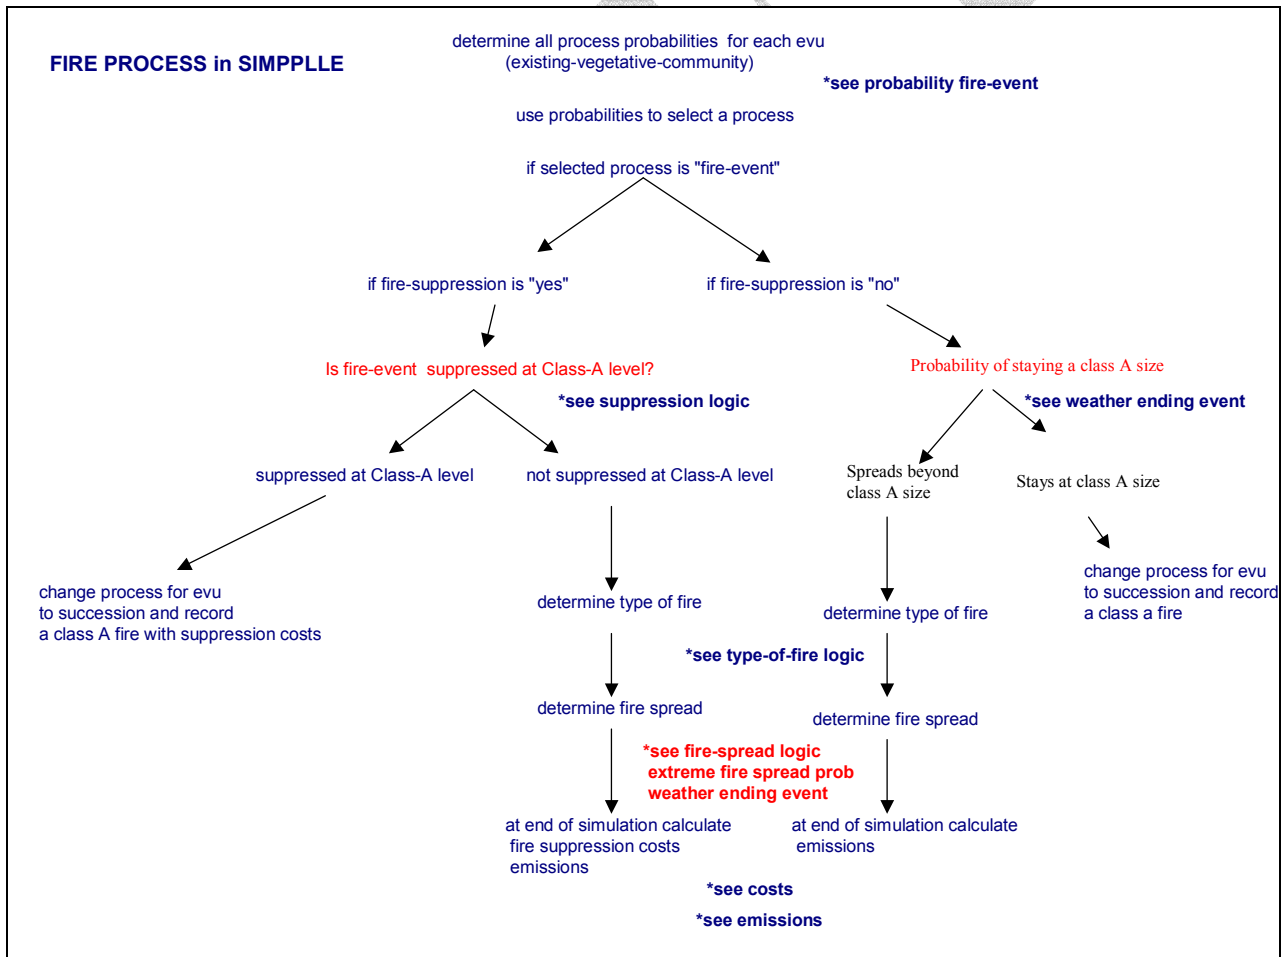 determine all process probabilities for each evu
(existing-vegetative-community)
FIRE PROCESS in SIMPPLLE
*see probability fire-event
use probabilities to select a process
if selected process is "fire-event"
if fire-suppression is "yes"
if fire-suppression is "no"
Is fire-event suppressed at Class-A level?
Probability of staying a class A size
*see suppression logic
*see weather ending event
suppressed at Class-A level
not suppressed at Class-A level
Spreads beyond
class A size
Stays at class A size
change process for evu
to succession and record
a class A fire with suppression costs
determine type of fire
determine type of fire
change process for evu
to succession and record
a class a fire
*see type-of-fire logic
determine fire spread
determine fire spread
*see fire-spread logic
extreme fire spread prob
weather ending event
at end of simulation calculate
fire suppression costs
emissions
at end of simulation calculate
emissions
*see costs
*see emissions